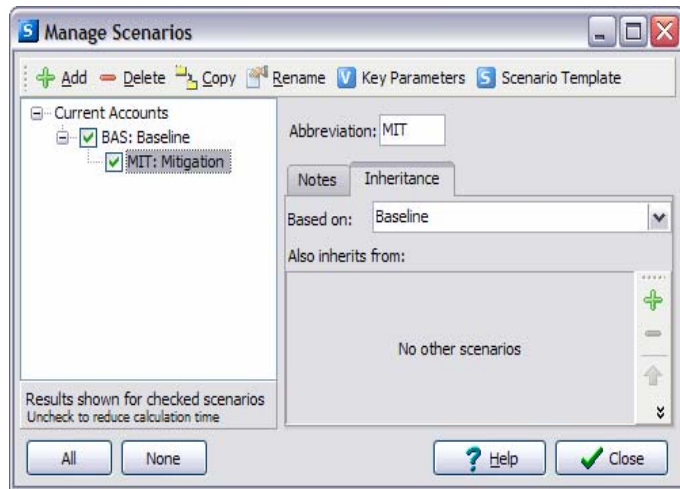 S Manage Scenarios
Add Delete Copy Rename V Key Parameters S Scenario Template
Current Accounts
BAS: Baseline
MIT: Mitigation
Abbreviation: MIT
Notes Inheritance
Based on: Baseline
Also inherits from:
No other scenarios
Results shown for checked scenarios
Uncheck to reduce calculation time
All None ? Help Close